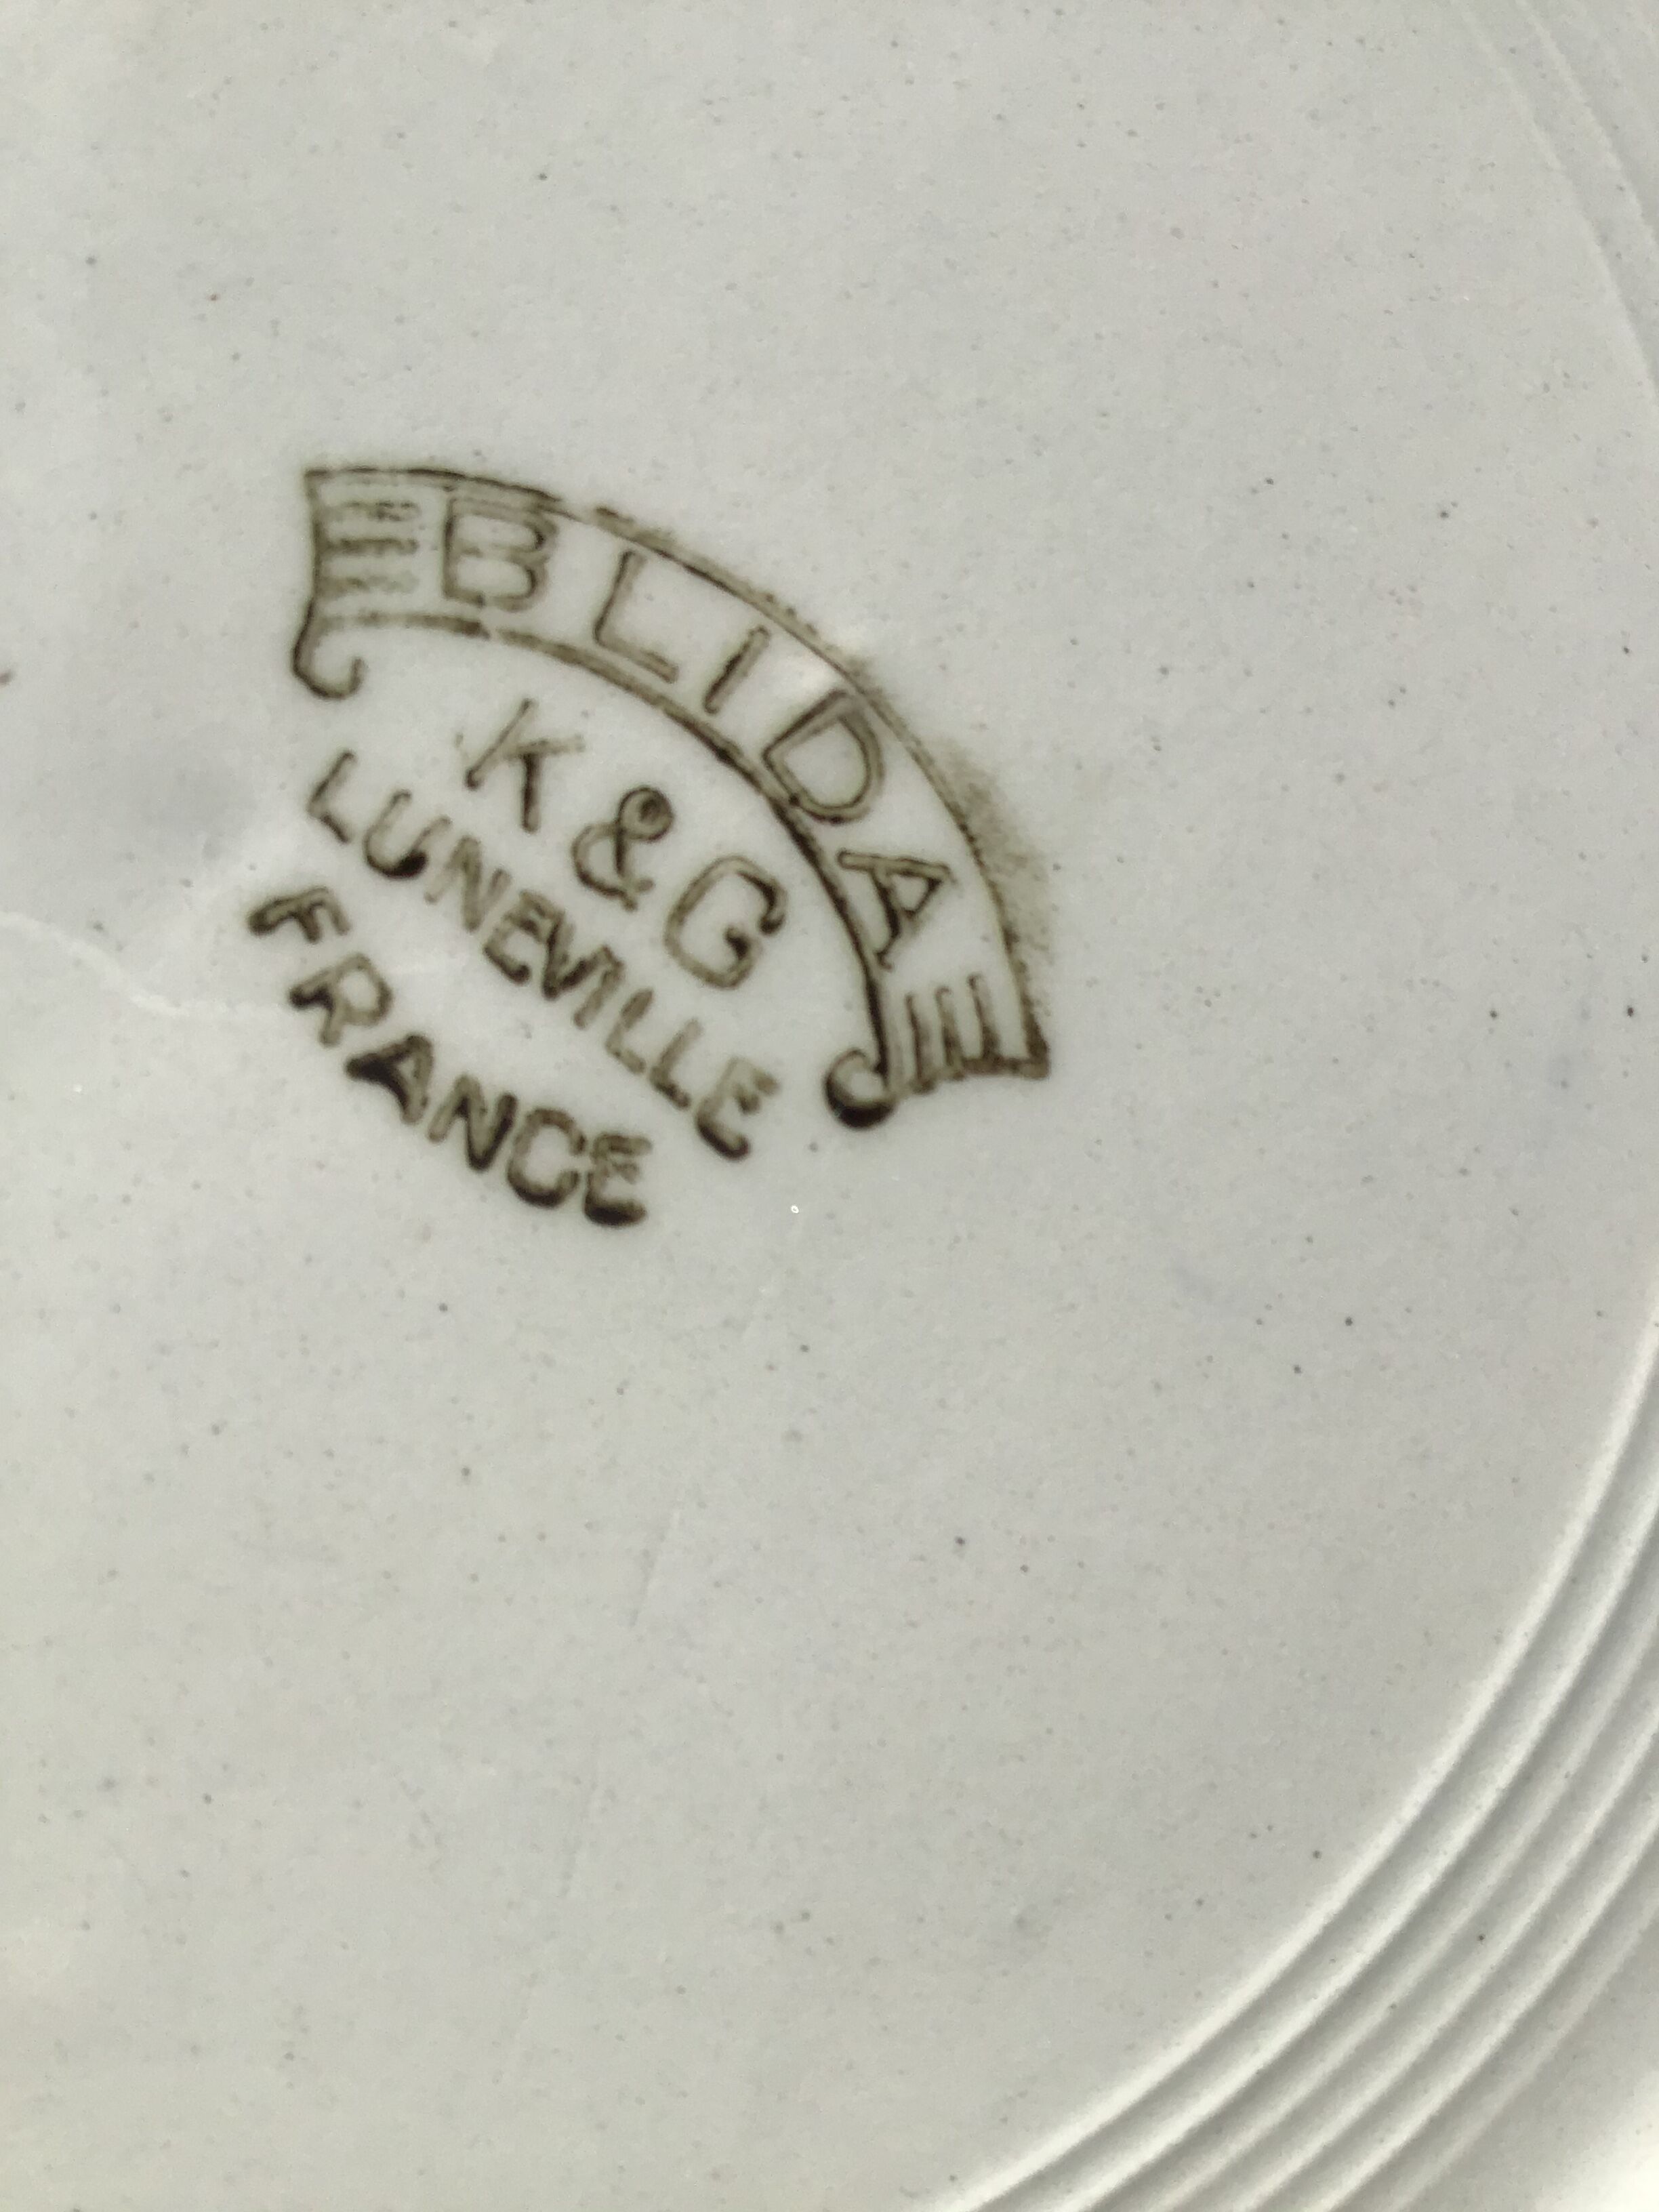 BLIDA
K & G
LUNEVILLE
FRANCE